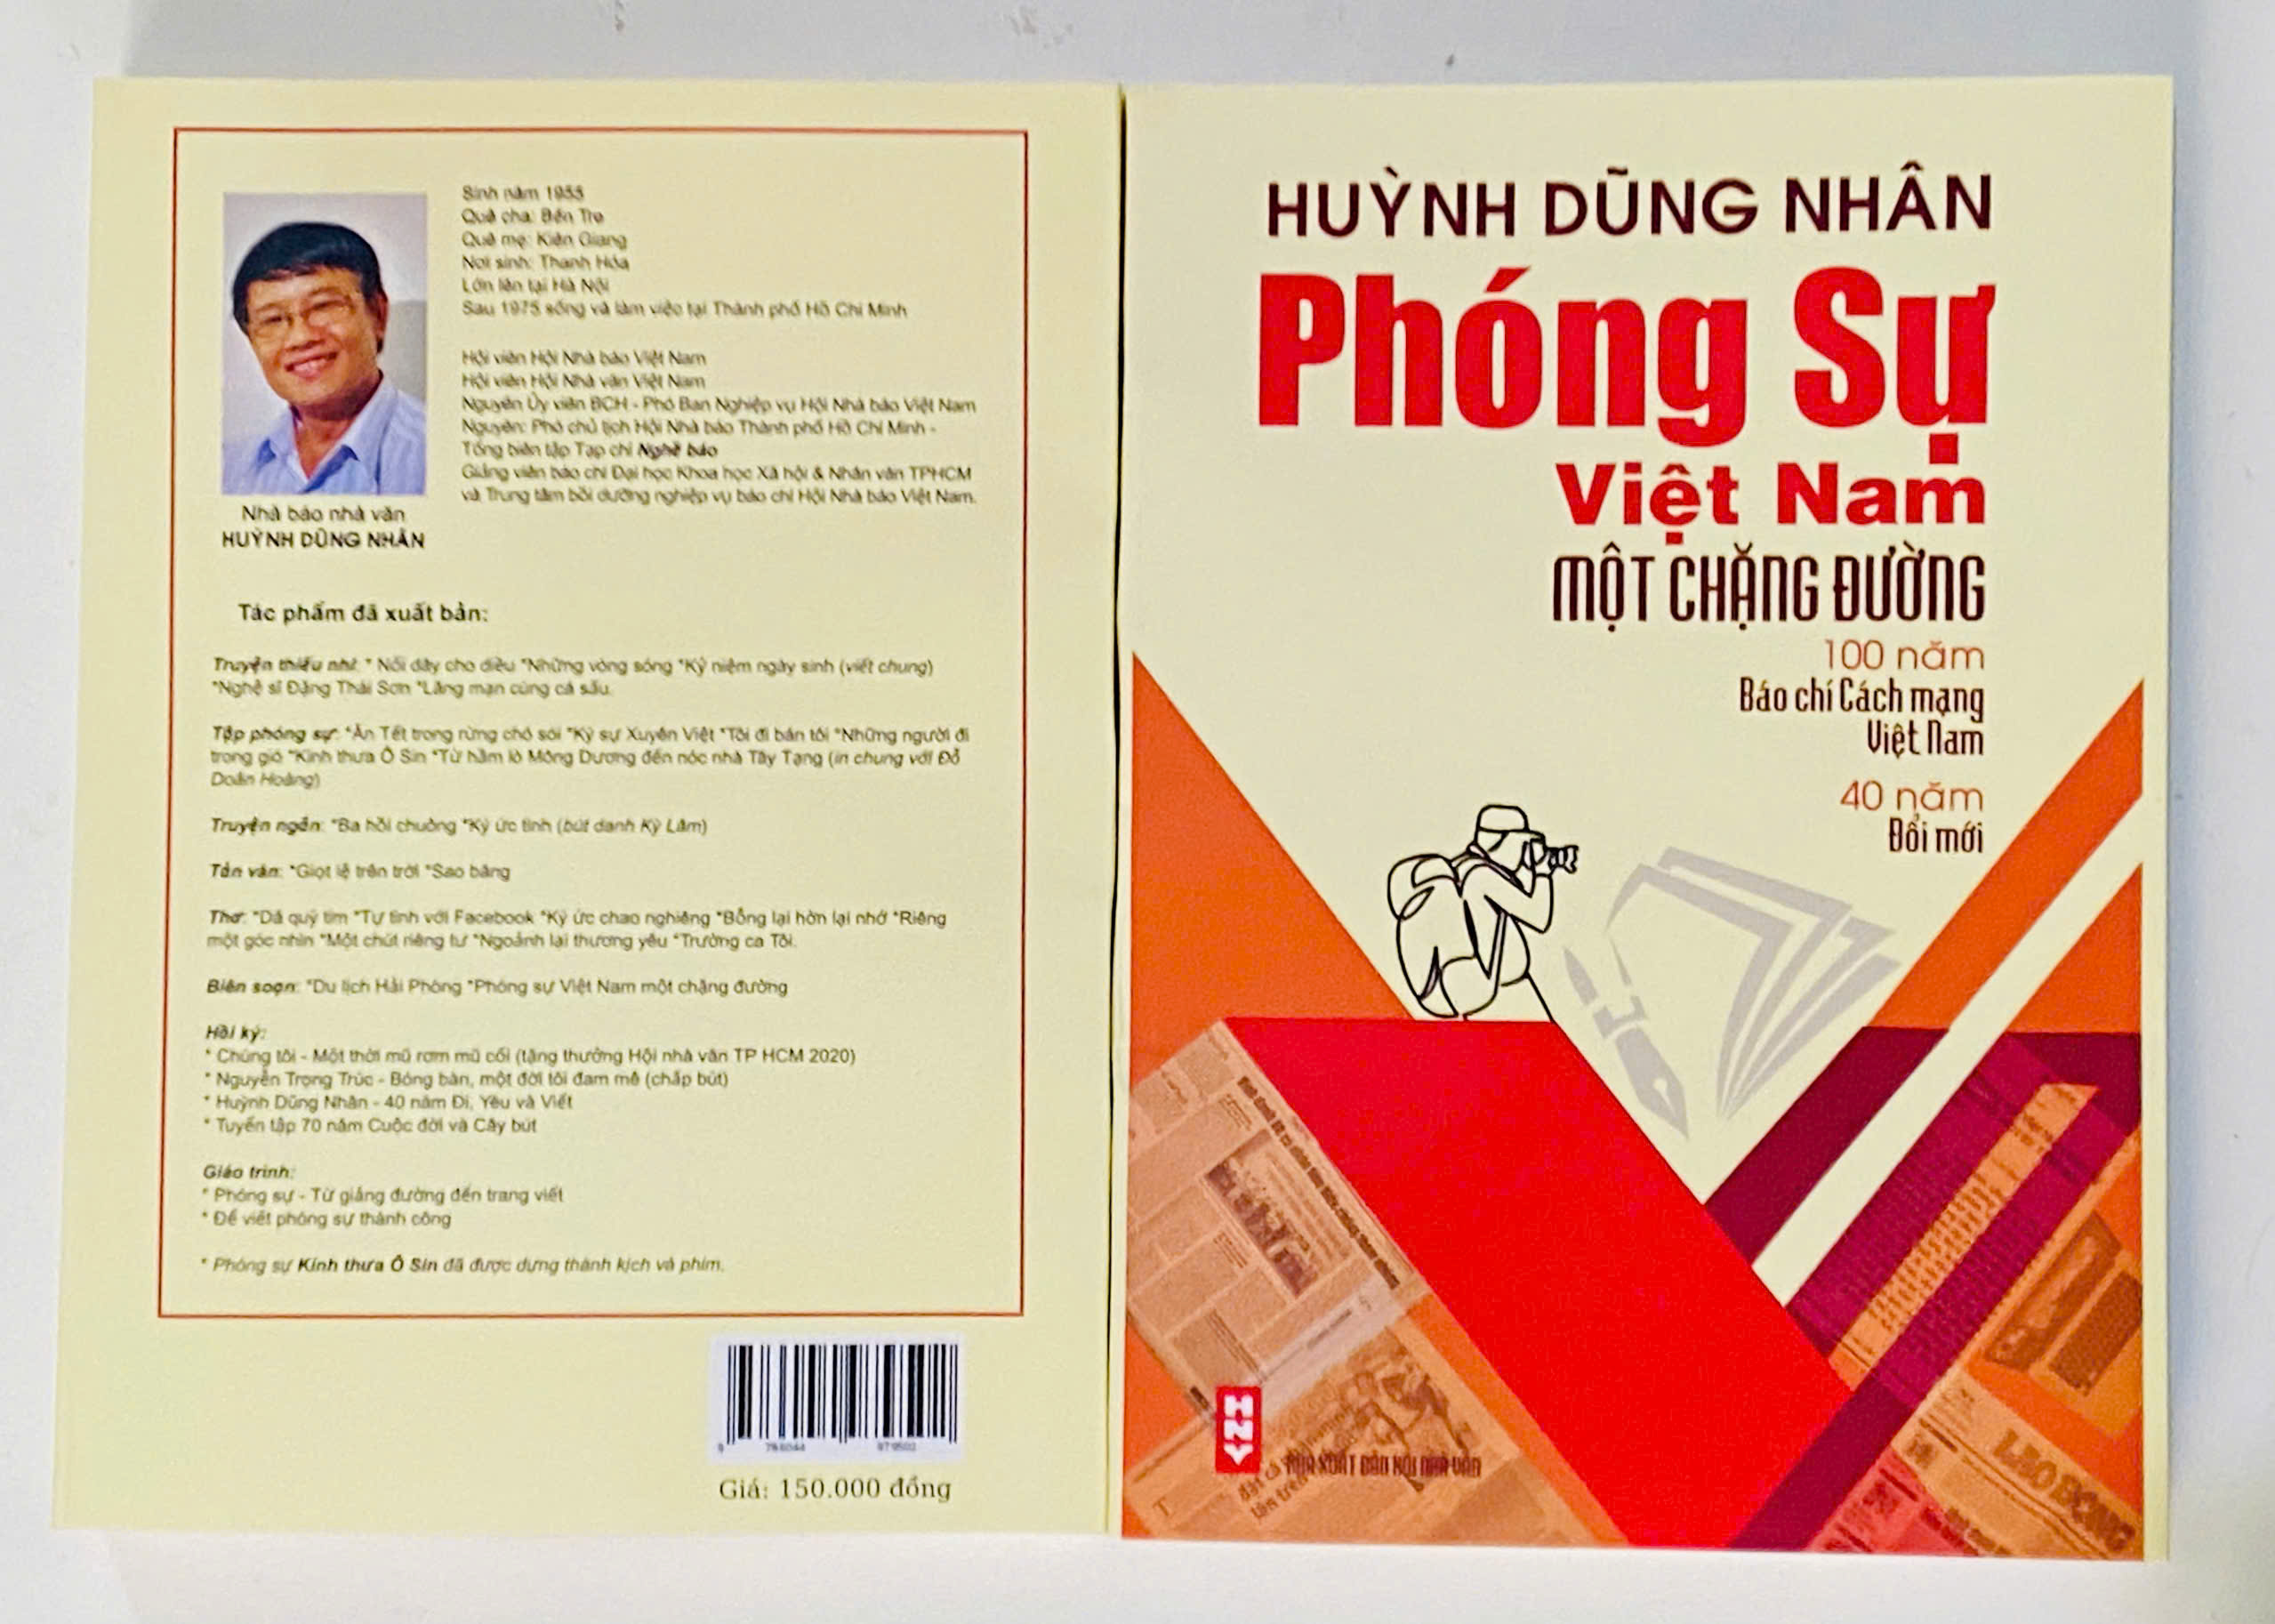 Sinh năm 1955
Quê cha: Bến Tre
Quê mẹ: Kiên Giang
Nơi sinh: Thanh Hóa
Lớn lên tại Hà Nội
Sau 1975 sống và làm việc tại Thành phố Hồ Chí Minh
Hội viên Hội Nhà báo Việt Nam
Hội viên Hội Nhà văn Việt Nam
Nguyên Ủy viên BCH - Phó Ban Nghiệp vụ Hội Nhà báo Việt Nam
Nguyên: Phó chủ tịch Hội Nhà báo Thành phố Hồ Chí Minh -
Tổng biên tập Tạp chí Nghề báo
Giảng viên báo chí Đại học Khoa học Xã hội & Nhân văn TPHCM
và Trung tâm bồi dưỡng nghiệp vụ báo chí Hội Nhà báo Việt Nam.
Nhà báo nhà văn
HUỲNH DŨNG NHÂN
Tác phẩm đã xuất bản:
Truyện thiếu nhi: * Nối dây cho diều *Những vòng sóng *Kỷ niệm ngày sinh (viết chung)
*Nghệ sĩ Đặng Thái Sơn *Lãng mạn cùng cá sấu.
Tập phóng sự: *Ăn Tết trong rừng chó sói *Ký sự Xuyên Việt *Tôi đi bán tôi *Những người đi
trong gió *Kính thưa Ô Sin *Từ hầm lò Mông Dương đến nóc nhà Tây Tạng (in chung với Đỗ
Doãn Hoàng)
Truyện ngắn: *Ba hồi chuông *Ký ức tình (bút danh Kỳ Lâm)
Tản văn: *Giọt lệ trên trời *Sao băng
Thơ: *Dã quỳ tím *Tự tình với Facebook *Ký ức chao nghiêng *Bỗng lại hờn lại nhớ *Riêng
một góc nhìn *Một chút riêng tư *Ngoảnh lại thương yêu *Trường ca Tôi.
Biên soạn: *Du lịch Hải Phòng *Phóng sự Việt Nam một chặng đường
Hồi ký:
* Chúng tôi - Một thời mũ rơm mũ cối (tặng thưởng Hội nhà văn TP HCM 2020)
* Nguyễn Trọng Trúc - Bóng bàn, một đời tôi đam mê (chấp bút)
* Huỳnh Dũng Nhân - 40 năm Đi, Yêu và Viết
* Tuyển tập 70 năm Cuộc đời và Cây bút
Giáo trình:
* Phóng sự - Từ giảng đường đến trang viết
* Để viết phóng sự thành công
* Phóng sự Kính thưa Ô Sin đã được dựng thành kịch và phim.
Giá: 150.000 đồng
HUỲNH DŨNG NHÂN
Phóng Sự
Việt Nam
MỘT CHẶNG ĐƯỜNG
100 năm
Báo chí Cách mạng
Việt Nam
40 năm
Đổi mới
HNV
NHÀ XUẤT BẢN HỘI NHÀ VĂN
LAO ĐỘNG